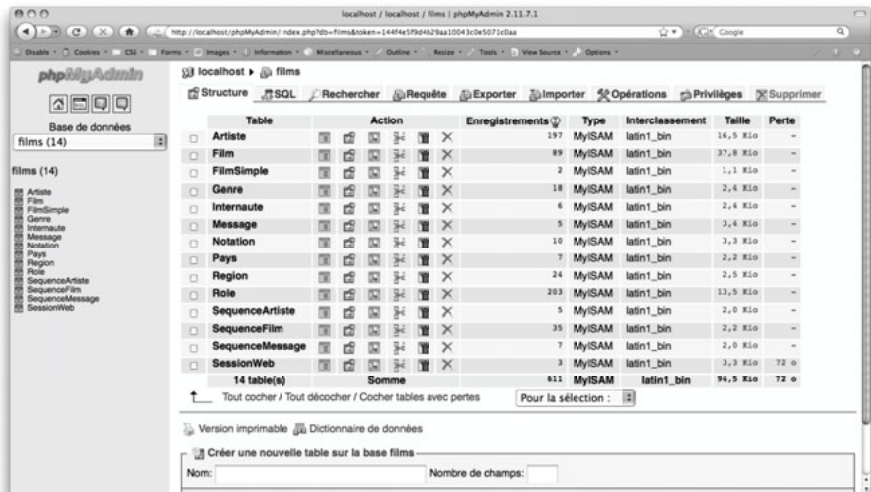 localhost / localhost / films | phpMyAdmin 2.11.7.1
Google
Disable Cookies CSS Forms Images Information Miscellaneous Outline Resize Tools View Source Options
phpMyAdmin
Base de données
films (14)
films (14)
Artiste
Film
FilmSimple
Genre
Internaute
Message
Notation
Pays
Region
Role
SequenceArtiste
SequenceFilm
SequenceMessage
SessionWeb
localhost films
Structure SQL Rechercher Requête Exporter Importer Opérations Privilèges Supprimer
Table Action Enregistrements Type Interclassement Taille Perte
Artiste 197 MyISAM latin1_bin 16,5 Kio -
Film 89 MyISAM latin1_bin 37,8 Kio -
FilmSimple 2 MyISAM latin1_bin 1,1 Kio -
Genre 18 MyISAM latin1_bin 2,4 Kio -
Internaute 6 MyISAM latin1_bin 2,4 Kio -
Message 5 MyISAM latin1_bin 3,4 Kio -
Notation 10 MyISAM latin1_bin 3,3 Kio -
Pays 7 MyISAM latin1_bin 2,2 Kio -
Region 24 MyISAM latin1_bin 2,5 Kio -
Role 203 MyISAM latin1_bin 13,5 Kio -
SequenceArtiste 5 MyISAM latin1_bin 2,0 Kio -
SequenceFilm 35 MyISAM latin1_bin 2,2 Kio -
SequenceMessage 7 MyISAM latin1_bin 2,0 Kio -
SessionWeb 3 MyISAM latin1_bin 3,3 Kio 72 o
14 table(s) Somme 611 MyISAM latin1_bin 94,5 Kio 72 o
Tout cocher / Tout décocher / Cocher tables avec pertes Pour la sélection :
Version imprimable Dictionnaire de données
Créer une nouvelle table sur la base films
Nom: Nombre de champs: